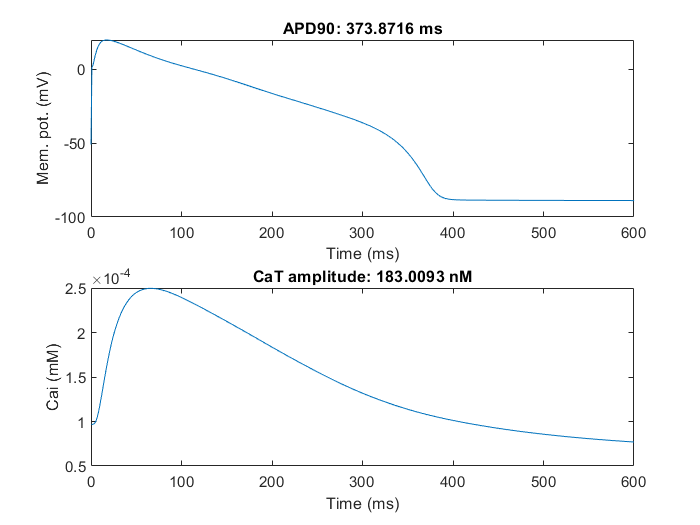 APD90: 373.8716 ms
0
-50
-100
Mem. pot. (mV)
0 100 200 300 400 500 600
Time (ms)
×10-4
CaT amplitude: 183.0093 nM
2.5
2
1.5
1
0.5
Cai (mM)
0 100 200 300 400 500 600
Time (ms)